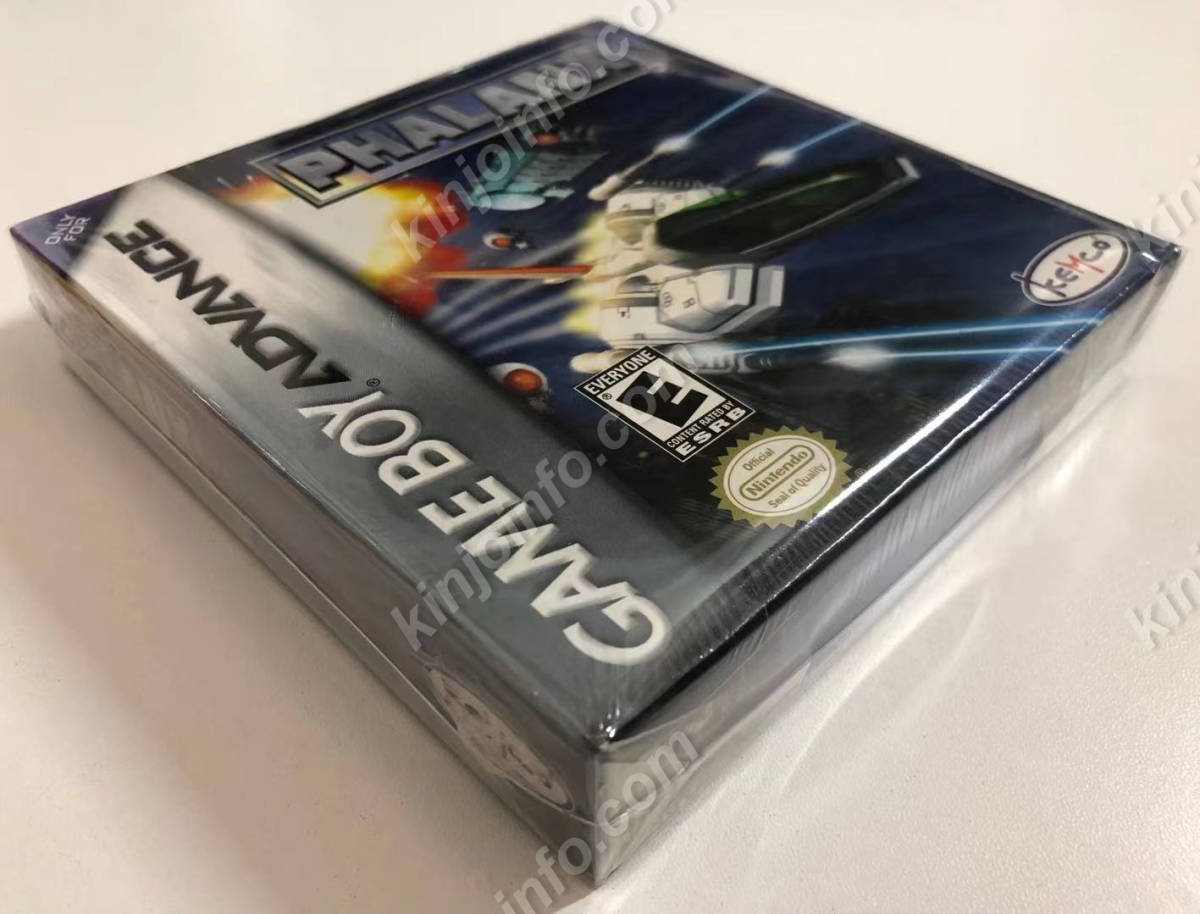 PHALANX
ONLY
FOR
GAME BOY ADVANCE
®
KEMCO
EVERYONE
E
®
CONTENT RATED BY
ESRB
Official
Nintendo
Seal of Quality
®
kinjoinfo.com
kinjoinfo.com
kinjoinfo.com
kinjoinfo.com